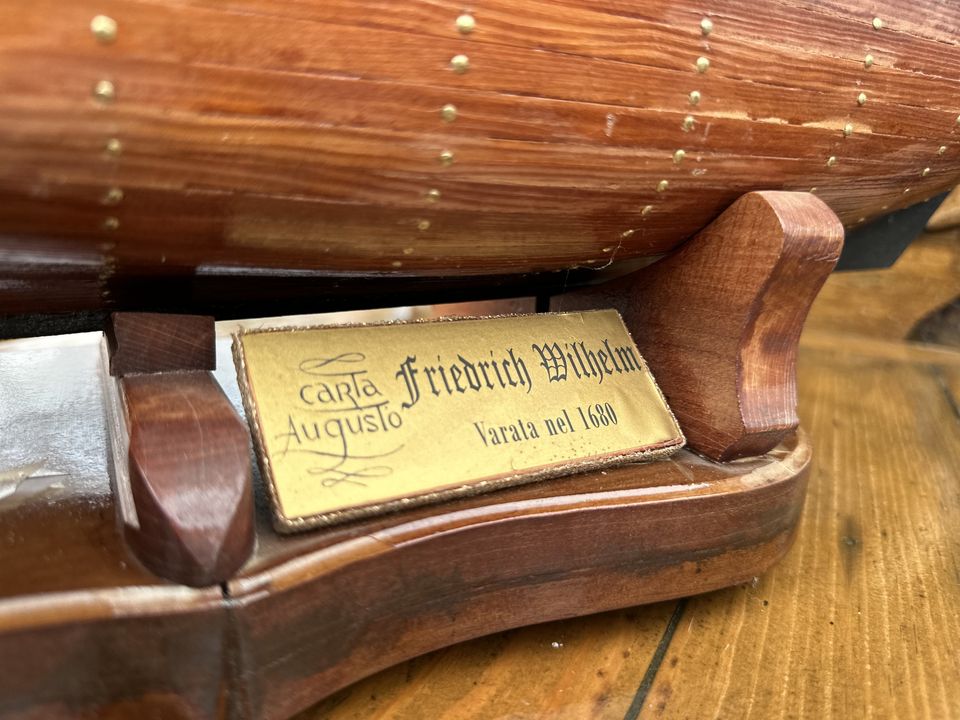 carta
Augusto
Friedrich Wilhelm
Varata nel 1680